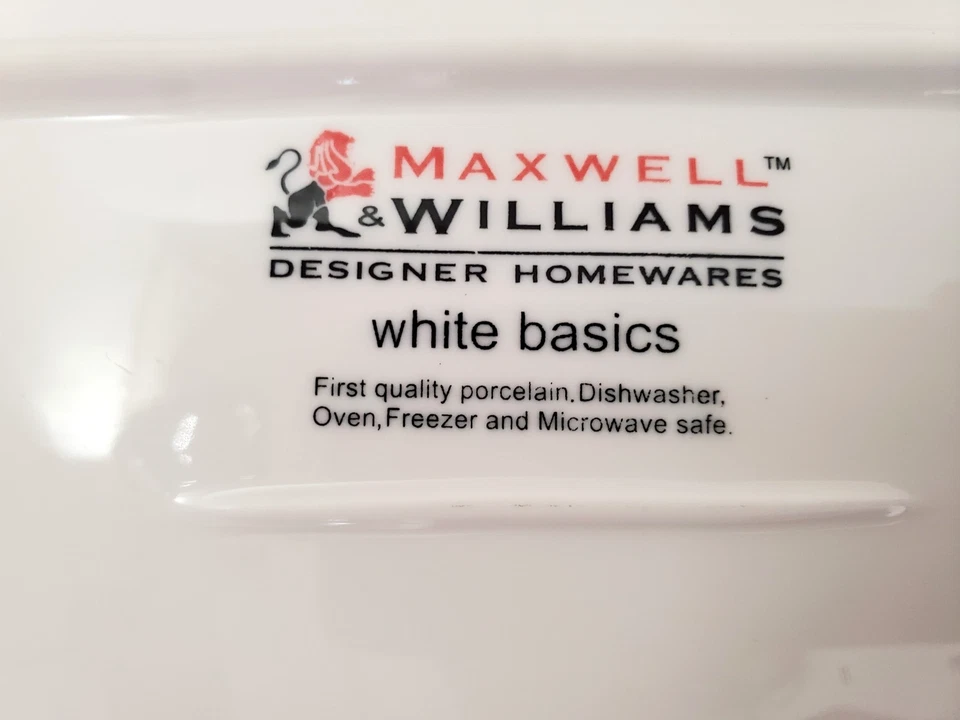 MAXWELL™
& WILLIAMS
DESIGNER HOMEWARES
white basics
First quality porcelain. Dishwasher,
Oven, Freezer and Microwave safe.